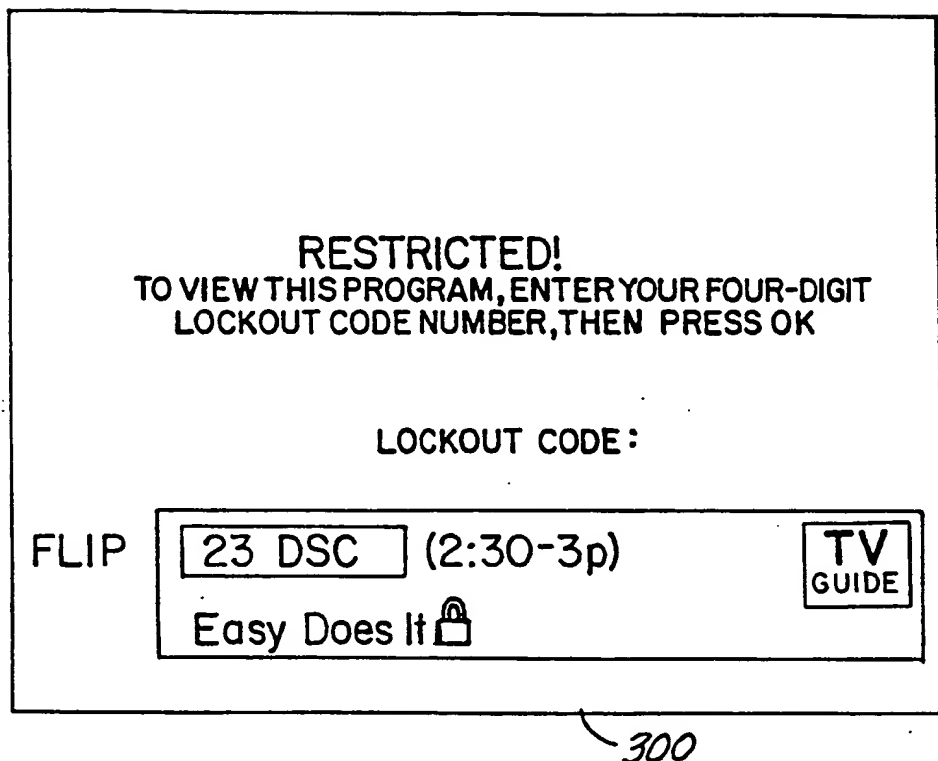 RESTRICTED!
TO VIEW THIS PROGRAM, ENTER YOUR FOUR-DIGIT
LOCKOUT CODE NUMBER, THEN PRESS OK
LOCKOUT CODE:
FLIP 23 DSC (2:30-3p) TV
GUIDE
Easy Does It
300